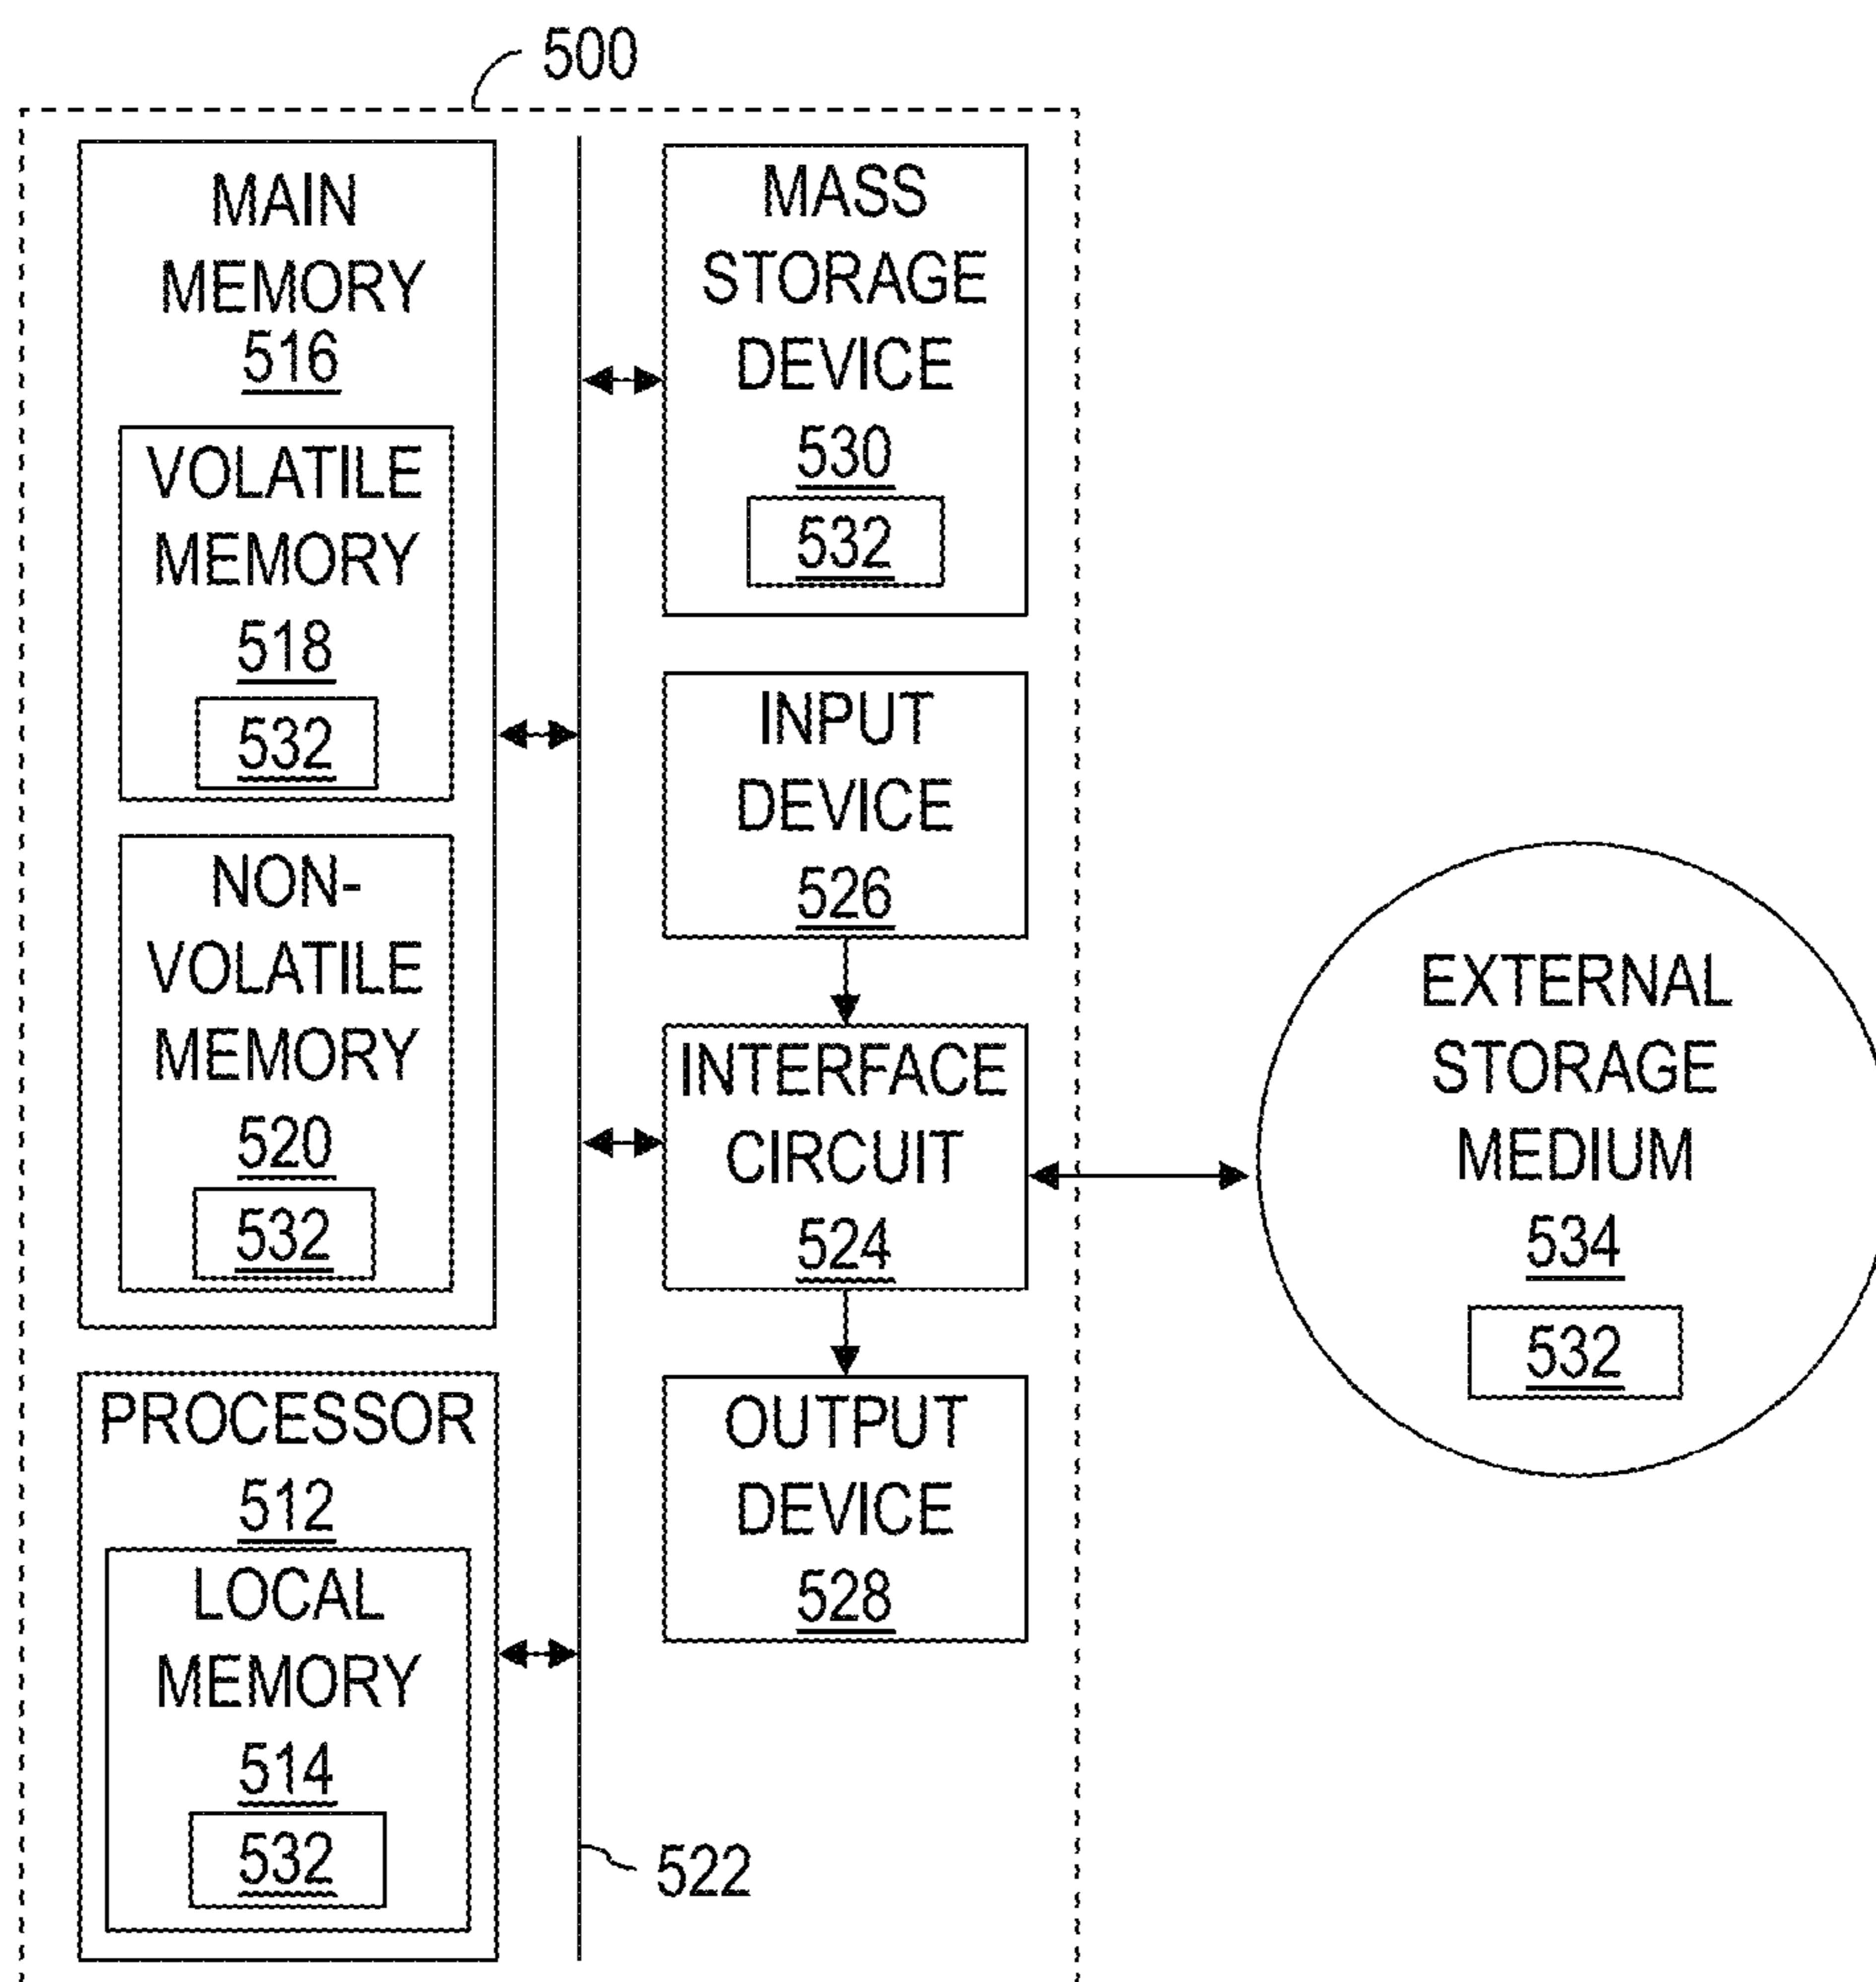 500
MAIN
MEMORY
516
VOLATILE
MEMORY
518
532
NON-
VOLATILE
MEMORY
520
532
PROCESSOR
512
LOCAL
MEMORY
514
532
522
MASS
STORAGE
DEVICE
530
532
INPUT
DEVICE
526
INTERFACE
CIRCUIT
524
OUTPUT
DEVICE
528
EXTERNAL
STORAGE
MEDIUM
534
532